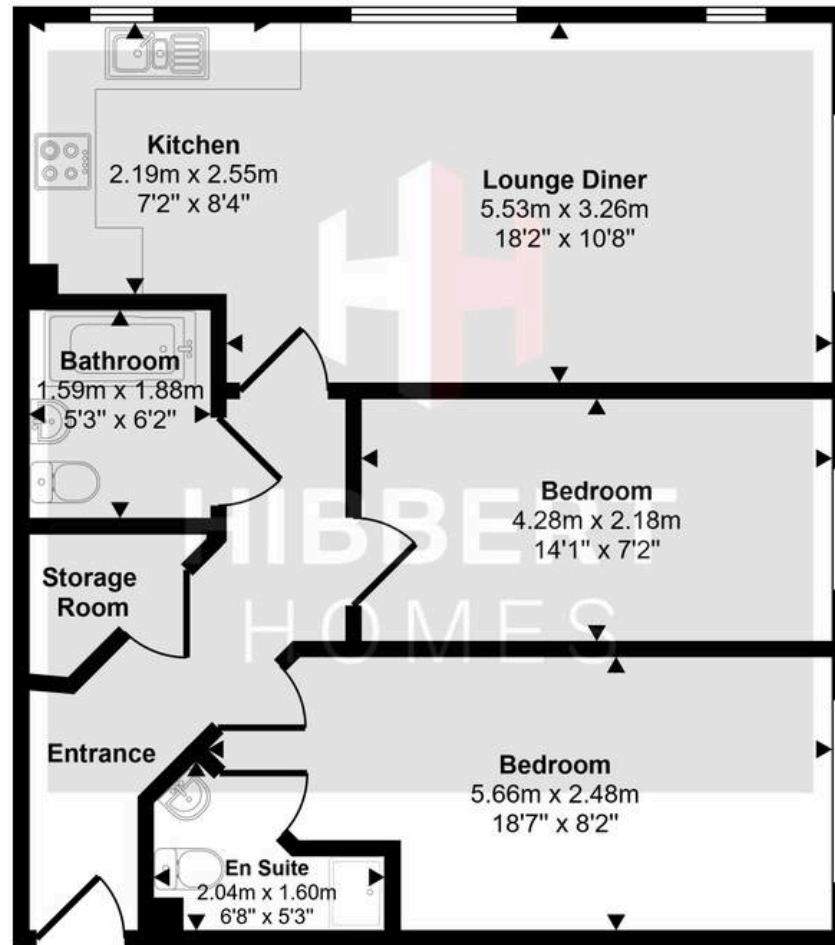 Kitchen
2.19m x 2.55m
7'2" x 8'4"
Lounge Diner
5.53m x 3.26m
18'2" x 10'8"
Bathroom
1.59m x 1.88m
5'3" x 6'2"
Bedroom
4.28m x 2.18m
14'1" x 7'2"
HIBBERT
HOMES
Storage
Room
Entrance
Bedroom
5.66m x 2.48m
18'7" x 8'2"
En Suite
2.04m x 1.60m
6'8" x 5'3"